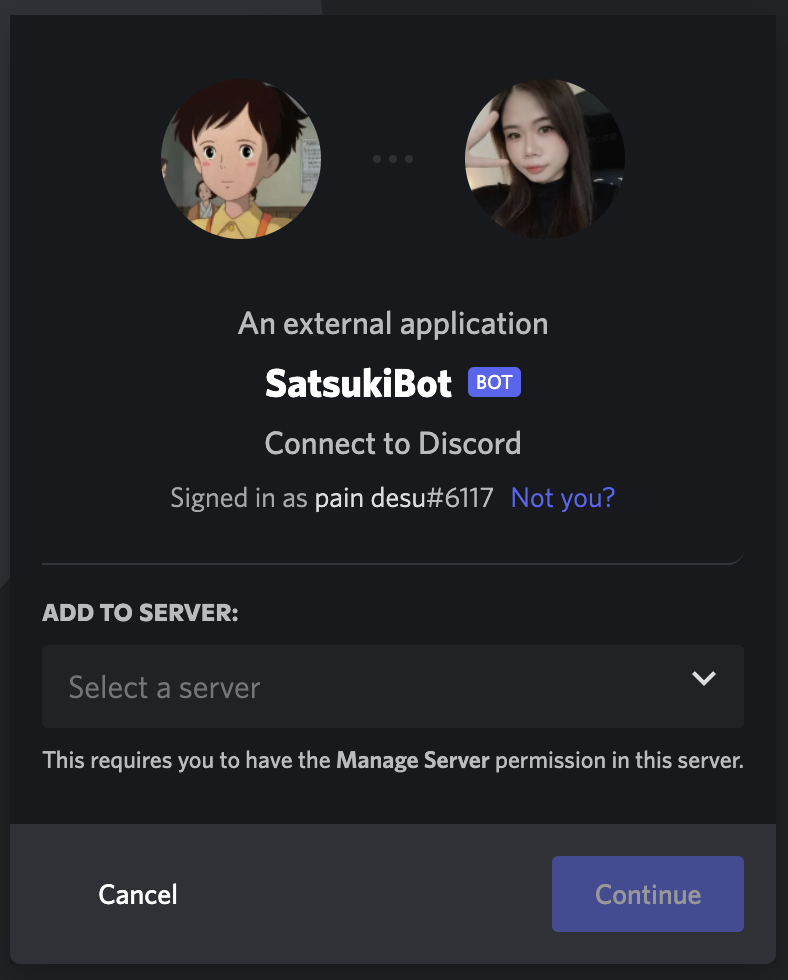 An external application
SatsukiBot BOT
Connect to Discord
Signed in as pain desu#6117 Not you?
ADD TO SERVER:
Select a server
This requires you to have the Manage Server permission in this server.
Cancel
Continue